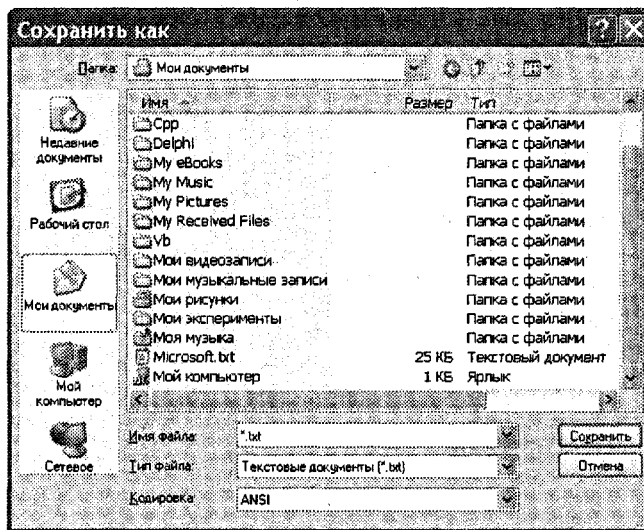 Сохранить как
Папка: Мои документы
Имя Размер Тип
Cpp Папка с файлами
Delphi Папка с файлами
My eBooks Папка с файлами
My Music Папка с файлами
My Pictures Папка с файлами
My Received Files Папка с файлами
Vb Папка с файлами
Мои видеозаписи Папка с файлами
Мои музыкальные записи Папка с файлами
Мои рисунки Папка с файлами
Мои эксперименты Папка с файлами
Моя музыка Папка с файлами
Microsoft.txt 25 КБ Текстовый документ
Мой компьютер 1 КБ Ярлык
Недавние
документы
Рабочий стол
Мои документы
Мой
компьютер
Сетевое
Имя файла: *.txt Сохранить
Тип файла: Текстовые документы (*.txt) Отмена
Кодировка: ANSI